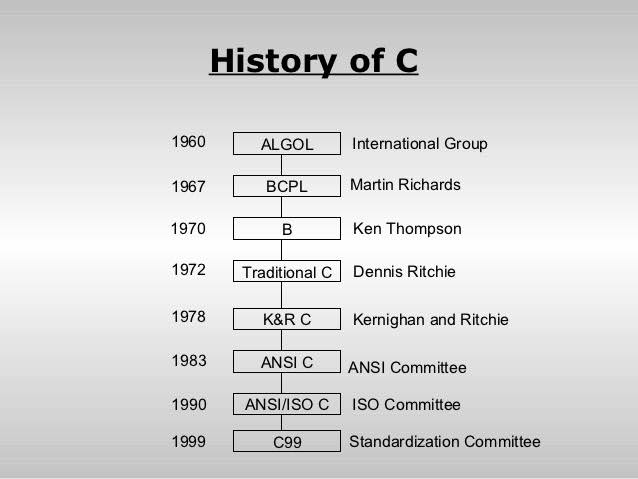 History of C
1960 ALGOL International Group
1967 BCPL Martin Richards
1970 B Ken Thompson
1972 Traditional C Dennis Ritchie
1978 K&R C Kernighan and Ritchie
1983 ANSI C ANSI Committee
1990 ANSI/ISO C ISO Committee
1999 C99 Standardization Committee